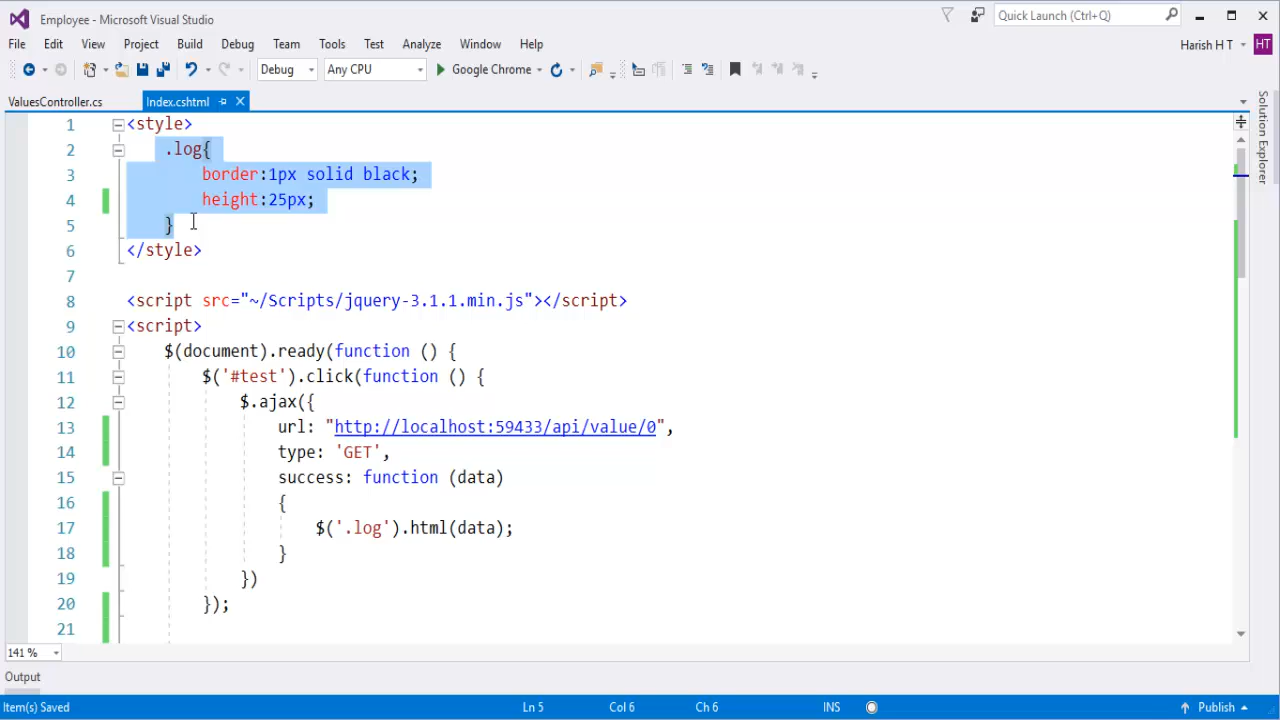 Employee - Microsoft Visual Studio
Quick Launch (Ctrl+Q)
File Edit View Project Build Debug Team Tools Test Analyze Window Help
Harish H T HT
Debug Any CPU Google Chrome
ValuesController.cs Index.cshtml
Solution Explorer
1 <style>
2 .log{
3 border:1px solid black;
4 height:25px;
5 }
6 </style>
7
8 <script src="~/Scripts/jquery-3.1.1.min.js"></script>
9 <script>
10 $(document).ready(function () {
11 $('#test').click(function () {
12 $.ajax({
13 url: "http://localhost:59433/api/value/0",
14 type: 'GET',
15 success: function (data)
16 {
17 $('.log').html(data);
18 }
19 })
20 });
21
141 %
Output
Item(s) Saved Ln 5 Col 6 Ch 6 INS Publish